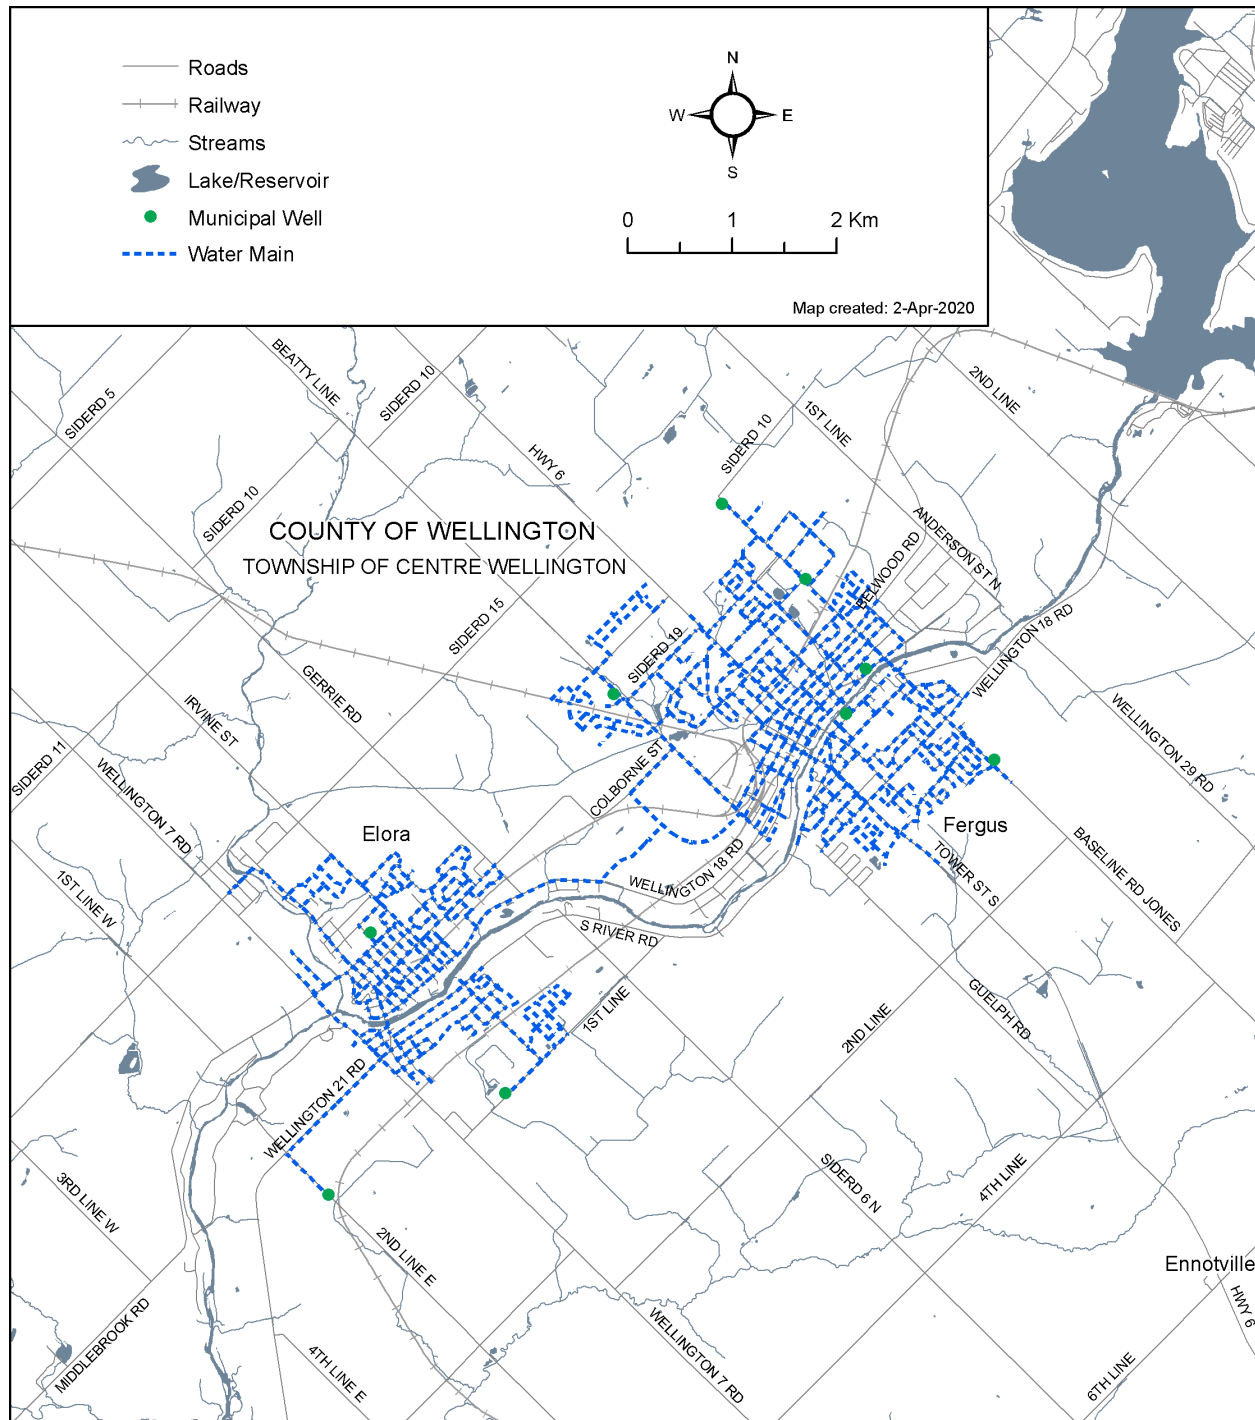 Roads
Railway
Streams
Lake/Reservoir
Municipal Well
Water Main
N
W E
S
0 1 2 Km
Map created: 2-Apr-2020
BEATTY LINE
SIDERD 10
SIDERD 5
2ND LINE
1ST LINE
SIDERD 10
HWY 6
SIDERD 10
COUNTY OF WELLINGTON
TOWNSHIP OF CENTRE WELLINGTON
ANDERSON ST N
BELWOOD RD
SIDERD 15
SIDERD 19
WELLINGTON 18 RD
GERRIE RD
IRVINE ST
SIDERD 11
WELLINGTON 7 RD
WELLINGTON 29 RD
COLBORNE ST
Elora
Fergus
1ST LINE W
WELLINGTON 18 RD
TOWER ST S
BASELINE RD JONES
S RIVER RD
1ST LINE
2ND LINE
GUELPH RD
WELLINGTON 21 RD
3RD LINE W
SIDERD 6 N
4TH LINE
2ND LINE E
Ennotville
HWY 6
MIDDLEBROOK RD
4TH LINE E
WELLINGTON 7 RD
6TH LINE